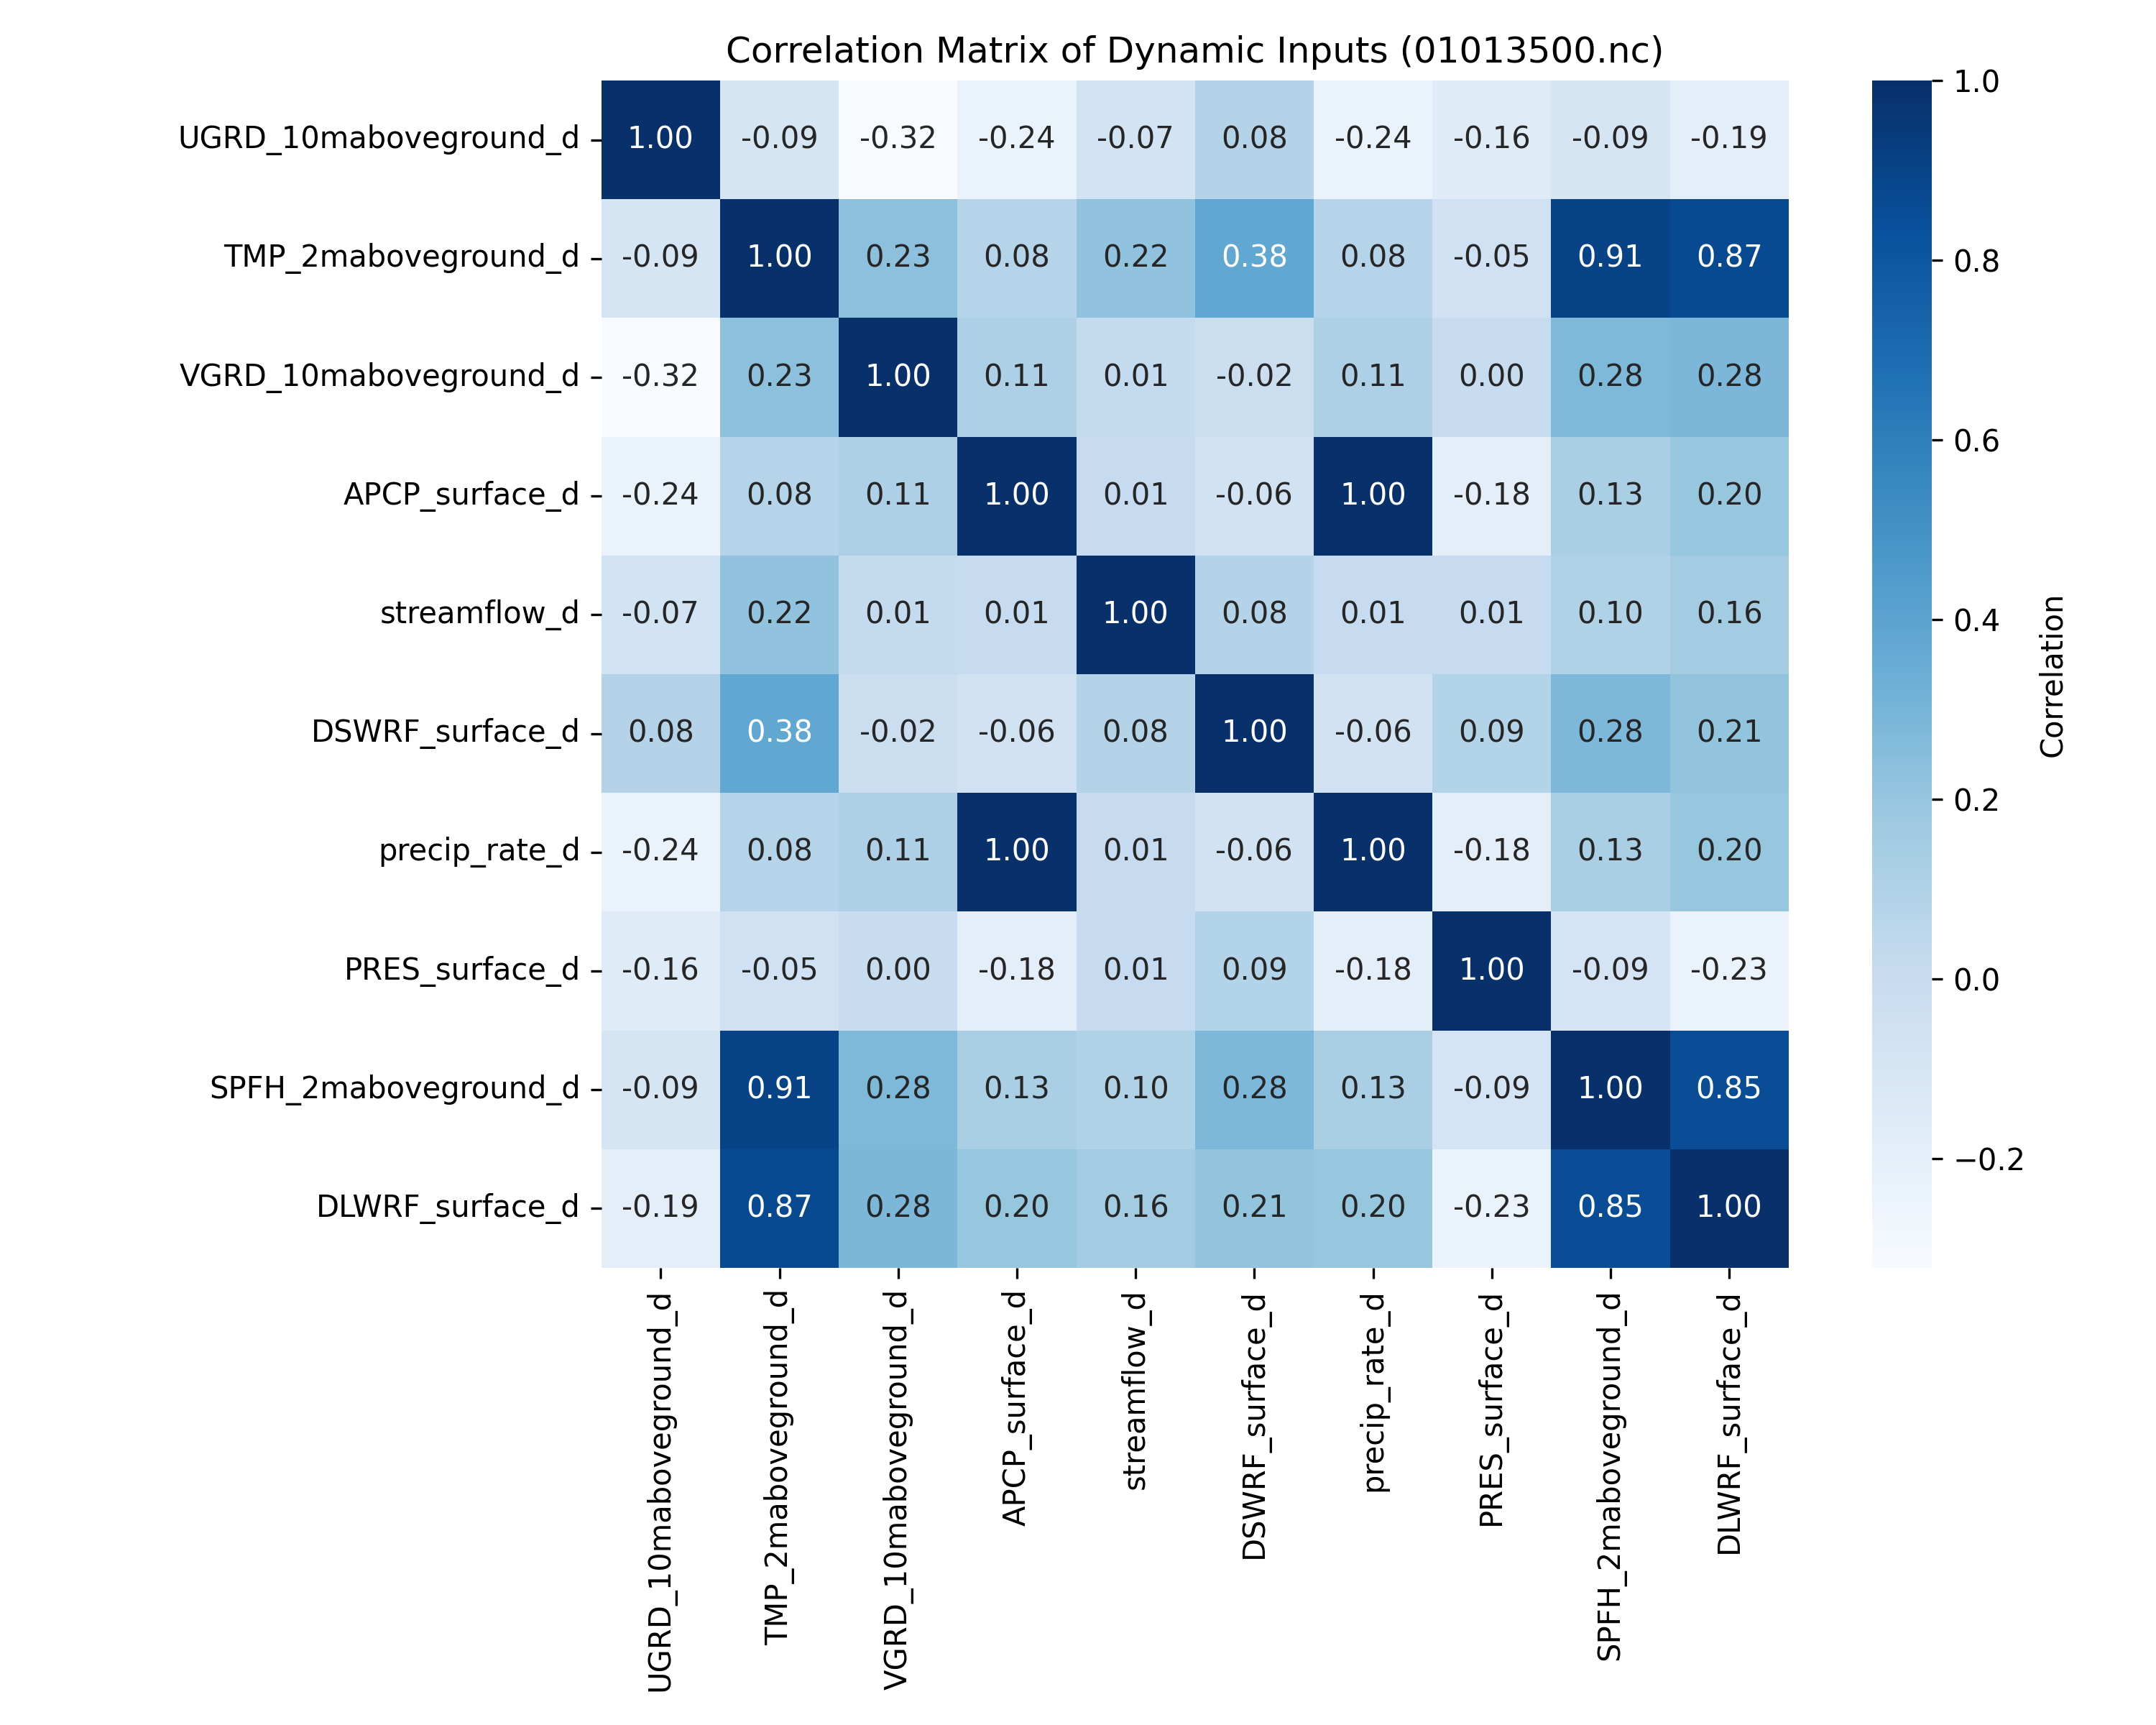 Correlation Matrix of Dynamic Inputs (01013500.nc)
UGRD_10maboveground_d 1.00 -0.09 -0.32 -0.24 -0.07 0.08 -0.24 -0.16 -0.09 -0.19
TMP_2maboveground_d -0.09 1.00 0.23 0.08 0.22 0.38 0.08 -0.05 0.91 0.87
VGRD_10maboveground_d -0.32 0.23 1.00 0.11 0.01 -0.02 0.11 0.00 0.28 0.28
APCP_surface_d -0.24 0.08 0.11 1.00 0.01 -0.06 1.00 -0.18 0.13 0.20
streamflow_d -0.07 0.22 0.01 0.01 1.00 0.08 0.01 0.01 0.10 0.16
DSWRF_surface_d 0.08 0.38 -0.02 -0.06 0.08 1.00 -0.06 0.09 0.28 0.21
precip_rate_d -0.24 0.08 0.11 1.00 0.01 -0.06 1.00 -0.18 0.13 0.20
PRES_surface_d -0.16 -0.05 0.00 -0.18 0.01 0.09 -0.18 1.00 -0.09 -0.23
SPFH_2maboveground_d -0.09 0.91 0.28 0.13 0.10 0.28 0.13 -0.09 1.00 0.85
DLWRF_surface_d -0.19 0.87 0.28 0.20 0.16 0.21 0.20 -0.23 0.85 1.00
UGRD_10maboveground_d
TMP_2maboveground_d
VGRD_10maboveground_d
APCP_surface_d
streamflow_d
DSWRF_surface_d
precip_rate_d
PRES_surface_d
SPFH_2maboveground_d
DLWRF_surface_d
1.0
0.8
0.6
0.4
0.2
0.0
−0.2
Correlation